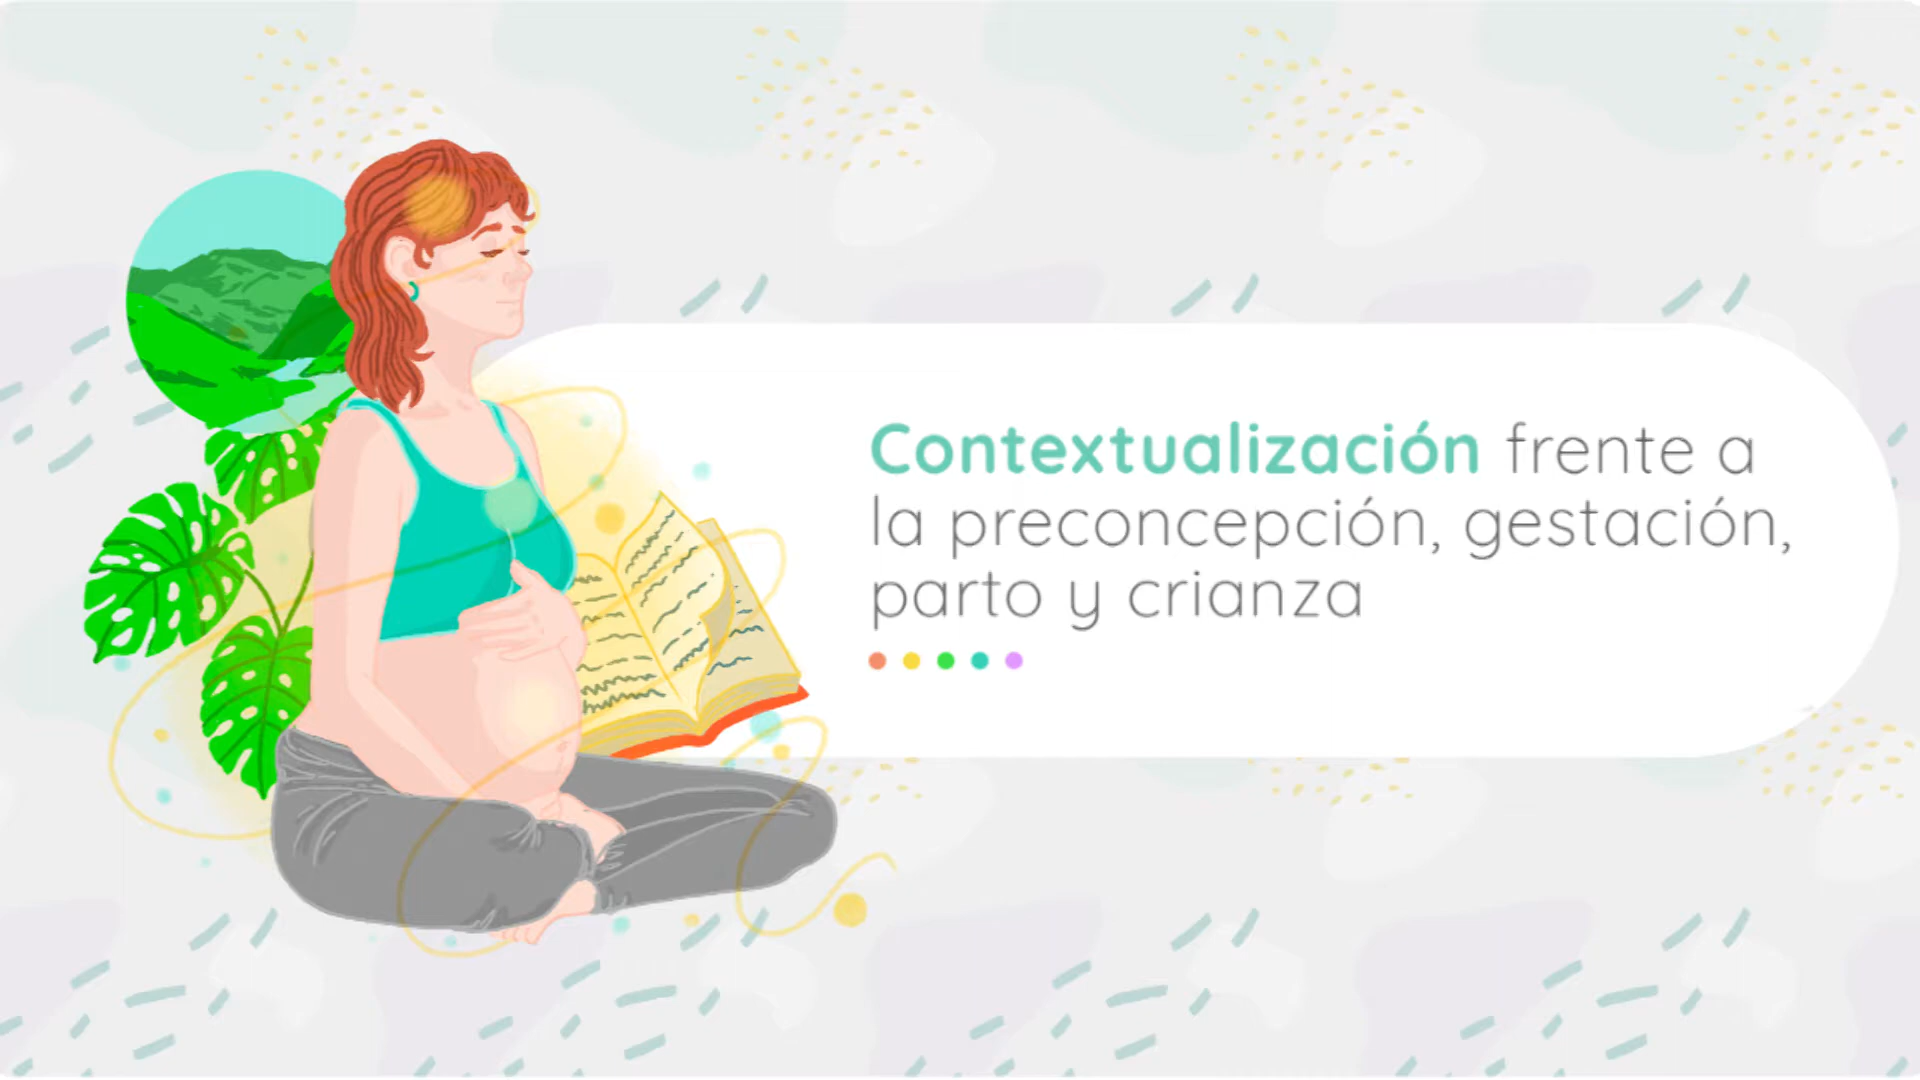 Contextualización frente a
la preconcepción, gestación,
parto y crianza